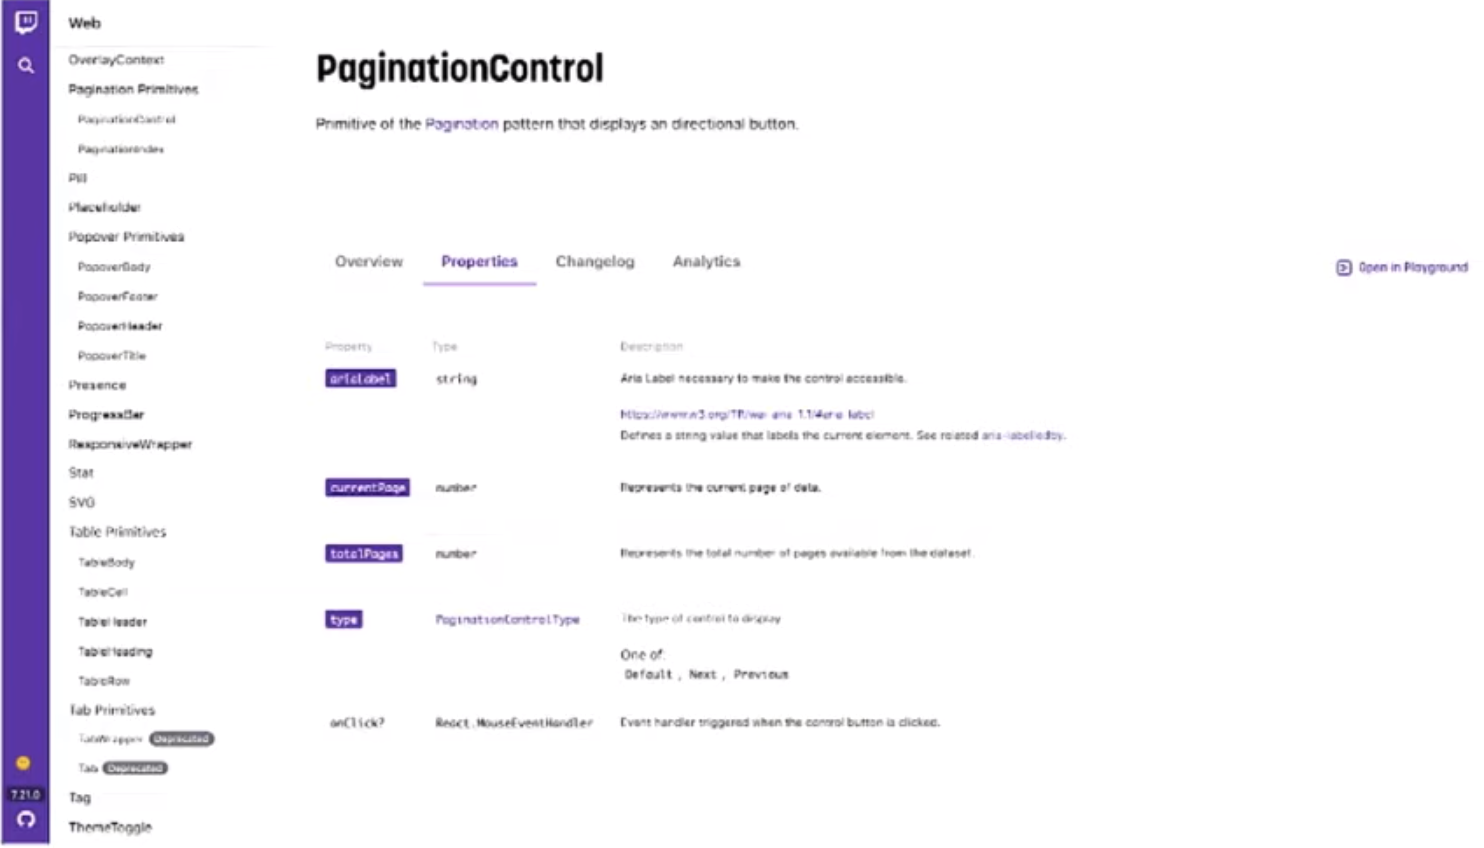 Web
OverlayContext
Pagination Primitives
PaginationControl
PaginationIndex
Pill
Placeholder
Popover Primitives
PopoverBody
PopoverFooter
PopoverHeader
PopoverTitle
Presence
ProgressBar
ResponsiveWrapper
Stat
SVG
Table Primitives
TableBody
TableCell
TableHeader
TableHeading
TableRow
Tab Primitives
TabWrapper Deprecated
Tab Deprecated
Tag
ThemeToggle
7.21.0
PaginationControl
Primitive of the Pagination pattern that displays an directional button.
Overview Properties Changelog Analytics
Open in Playground
Property Type Description
ariaLabel string Aria Label necessary to make the control accessible.
https://www.w3.org/TR/wai-aria-1.1/#aria-label
Defines a string value that labels the current element. See related aria-labelledby.
currentPage number Represents the current page of data.
totalPages number Represents the total number of pages available from the dataset.
type PaginationControlType The type of control to display
One of:
Default , Next , Previous
onClick? React.MouseEventHandler Event handler triggered when the control button is clicked.